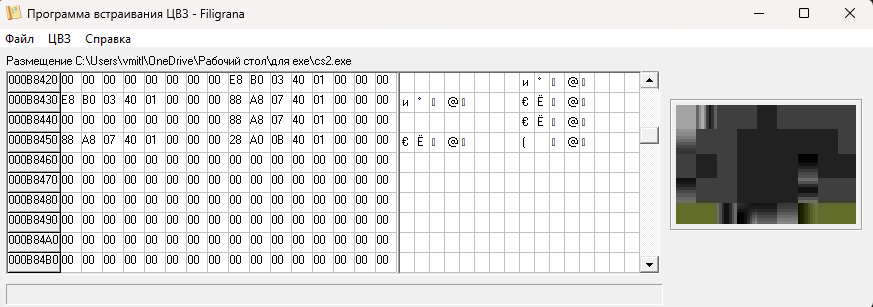 Программа встраивания ЦВЗ - Filigrana
Файл ЦВЗ Справка
Размещение C:\Users\vmitl\OneDrive\Рабочий стол\для exe\cs2.exe
000B8420 00 00 00 00 00 00 00 00 E8 B0 03 40 01 00 00 00 и ° @
000B8430 E8 B0 03 40 01 00 00 00 88 A8 07 40 01 00 00 00 и ° @ € Ё @
000B8440 00 00 00 00 00 00 00 00 88 A8 07 40 01 00 00 00 € Ё @
000B8450 88 A8 07 40 01 00 00 00 28 A0 0B 40 01 00 00 00 € Ё @ ( @
000B8460 00 00 00 00 00 00 00 00 00 00 00 00 00 00 00 00
000B8470 00 00 00 00 00 00 00 00 00 00 00 00 00 00 00 00
000B8480 00 00 00 00 00 00 00 00 00 00 00 00 00 00 00 00
000B8490 00 00 00 00 00 00 00 00 00 00 00 00 00 00 00 00
000B84A0 00 00 00 00 00 00 00 00 00 00 00 00 00 00 00 00
000B84B0 00 00 00 00 00 00 00 00 00 00 00 00 00 00 00 00